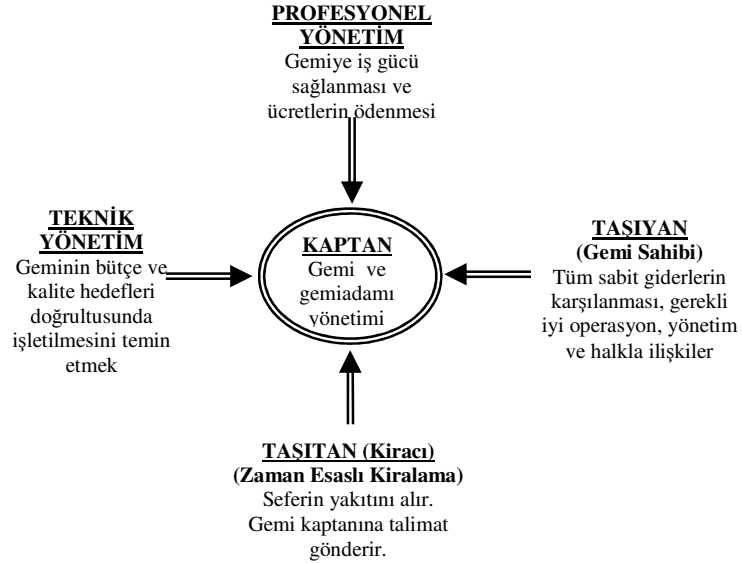 PROFESYONEL
YÖNETİM
Gemiye iş gücü
sağlanması ve
ücretlerin ödenmesi
TEKNİK
YÖNETİM
Geminin bütçe ve
kalite hedefleri
doğrultusunda
işletilmesini temin
etmek
KAPTAN
Gemi ve
gemiadamı
yönetimi
TAŞIYAN
(Gemi Sahibi)
Tüm sabit giderlerin
karşılanması, gerekli
iyi operasyon, yönetim
ve halkla ilişkiler
TAŞITAN (Kiracı)
(Zaman Esaslı Kiralama)
Seferin yakıtını alır.
Gemi kaptanına talimat
gönderir.